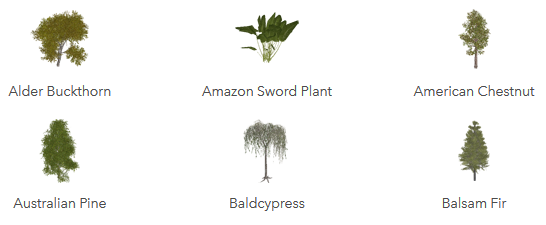 Alder Buckthorn
Amazon Sword Plant
American Chestnut
Australian Pine
Baldcypress
Balsam Fir